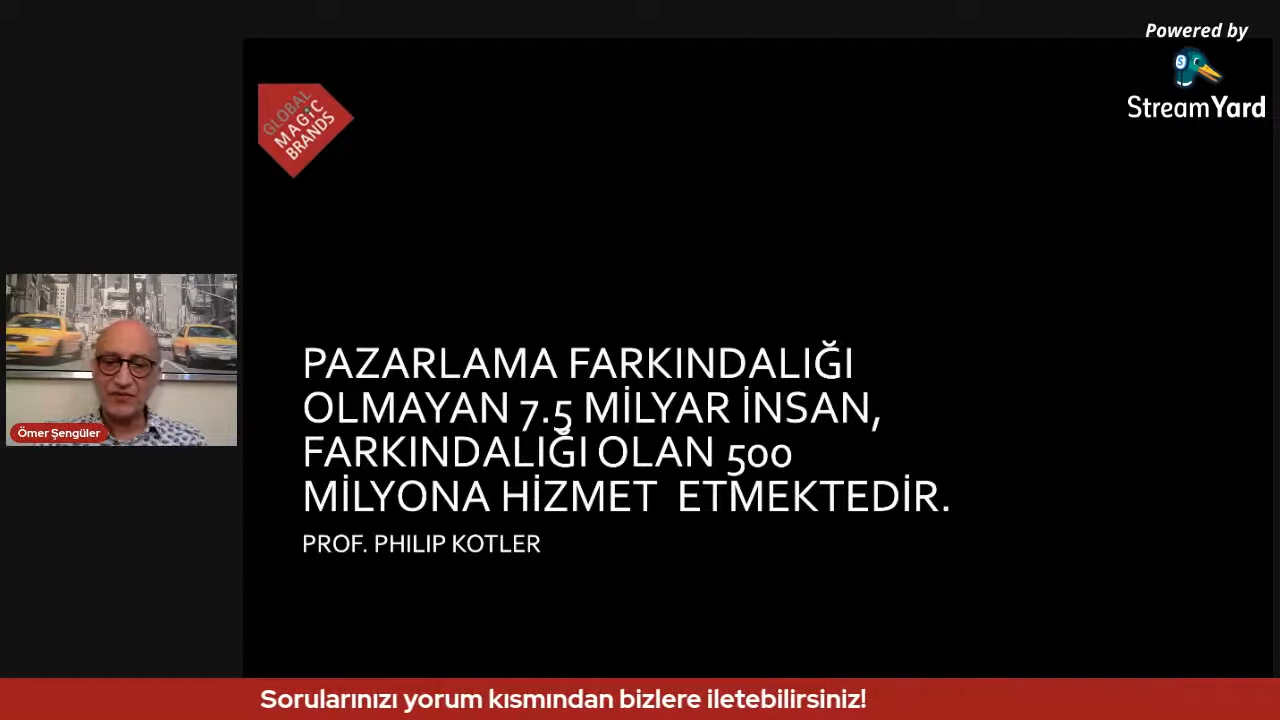 Powered by
StreamYard
GLOBAL
MAGiC
BRANDS
PAZARLAMA FARKINDALIĞI
OLMAYAN 7.5 MİLYAR İNSAN,
FARKINDALIĞI OLAN 500
MİLYONA HİZMET ETMEKTEDİR.
PROF. PHILIP KOTLER
Ömer Şengüler
Sorularınızı yorum kısmından bizlere iletebilirsiniz!